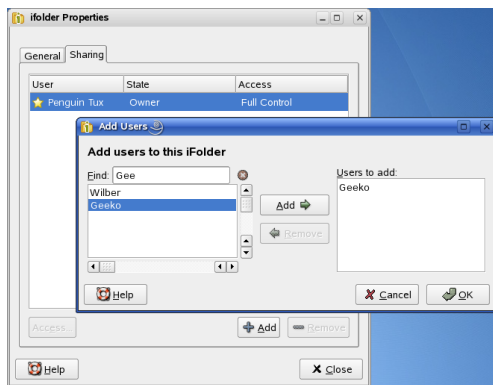 ifolder Properties
General Sharing
User State Access
Penguin Tux Owner Full Control
Add Users
Add users to this iFolder
Find: Gee
Users to add:
Wilber
Geeko
Geeko
Add
Remove
Help
Cancel OK
Access...
Add Remove
Help
Close